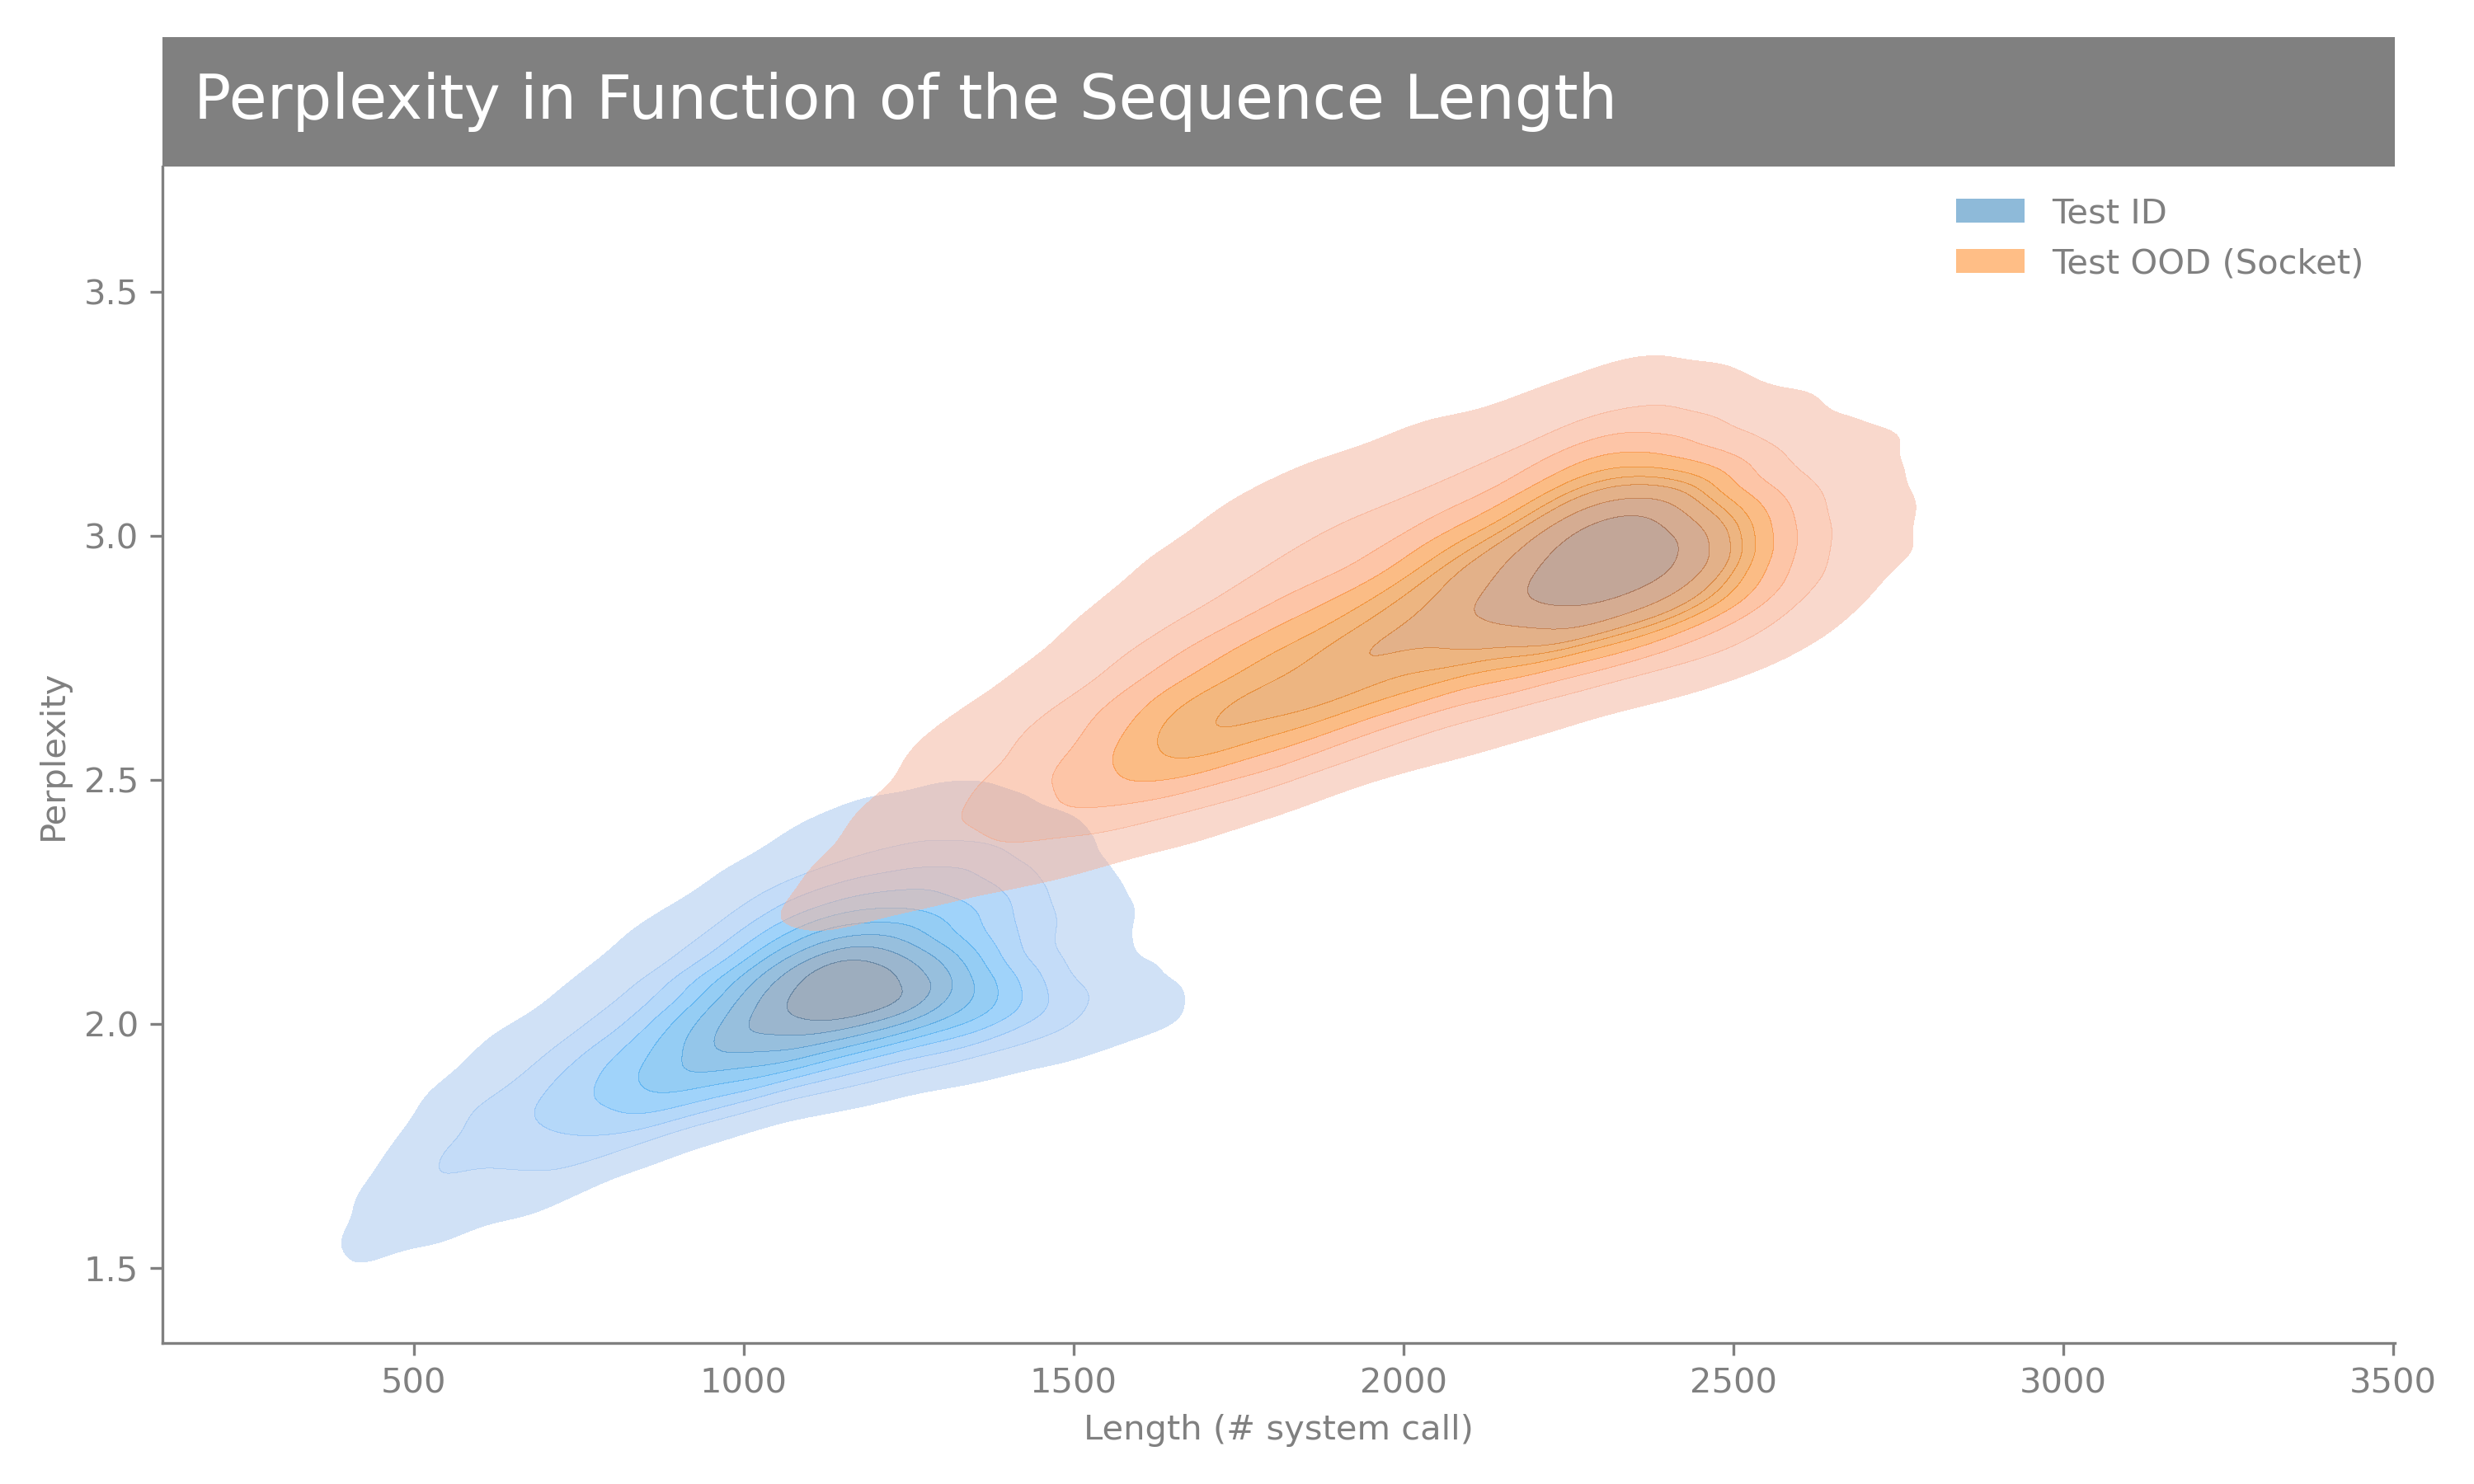 Perplexity in Function of the Sequence Length
Test ID
Test OOD (Socket)
3.5
3.0
2.5
2.0
1.5
Perplexity
500 1000 1500 2000 2500 3000 3500
Length (# system call)